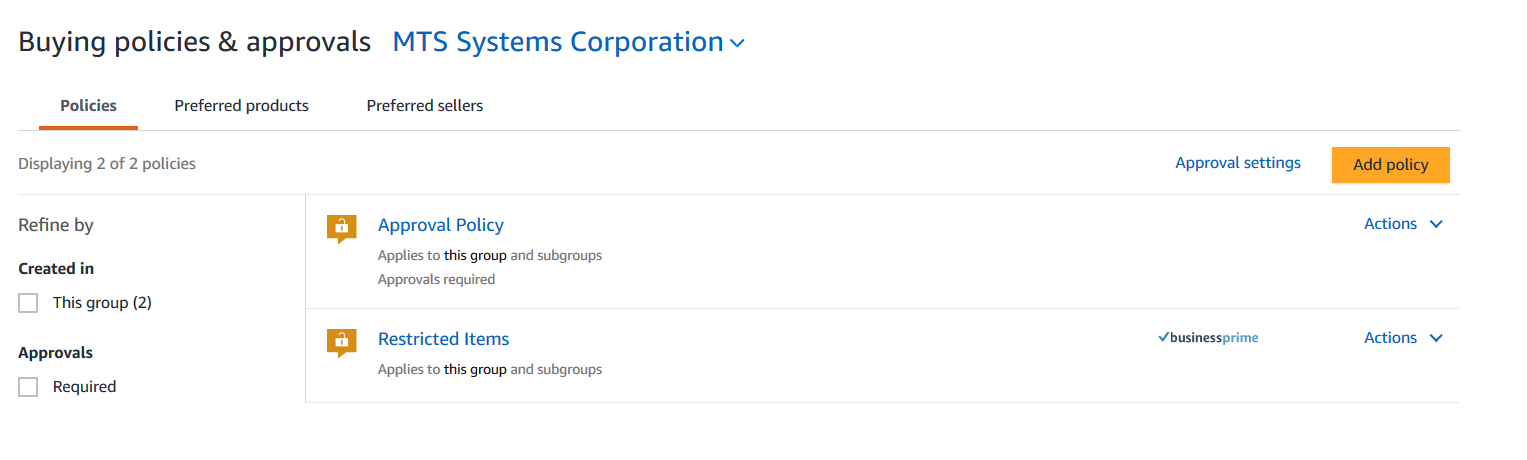 Buying policies & approvals MTS Systems Corporation
Policies Preferred products Preferred sellers
Displaying 2 of 2 policies Approval settings Add policy
Refine by
Created in
This group (2)
Approvals
Required
Approval Policy Actions
Applies to this group and subgroups
Approvals required
Restricted Items businessprime Actions
Applies to this group and subgroups